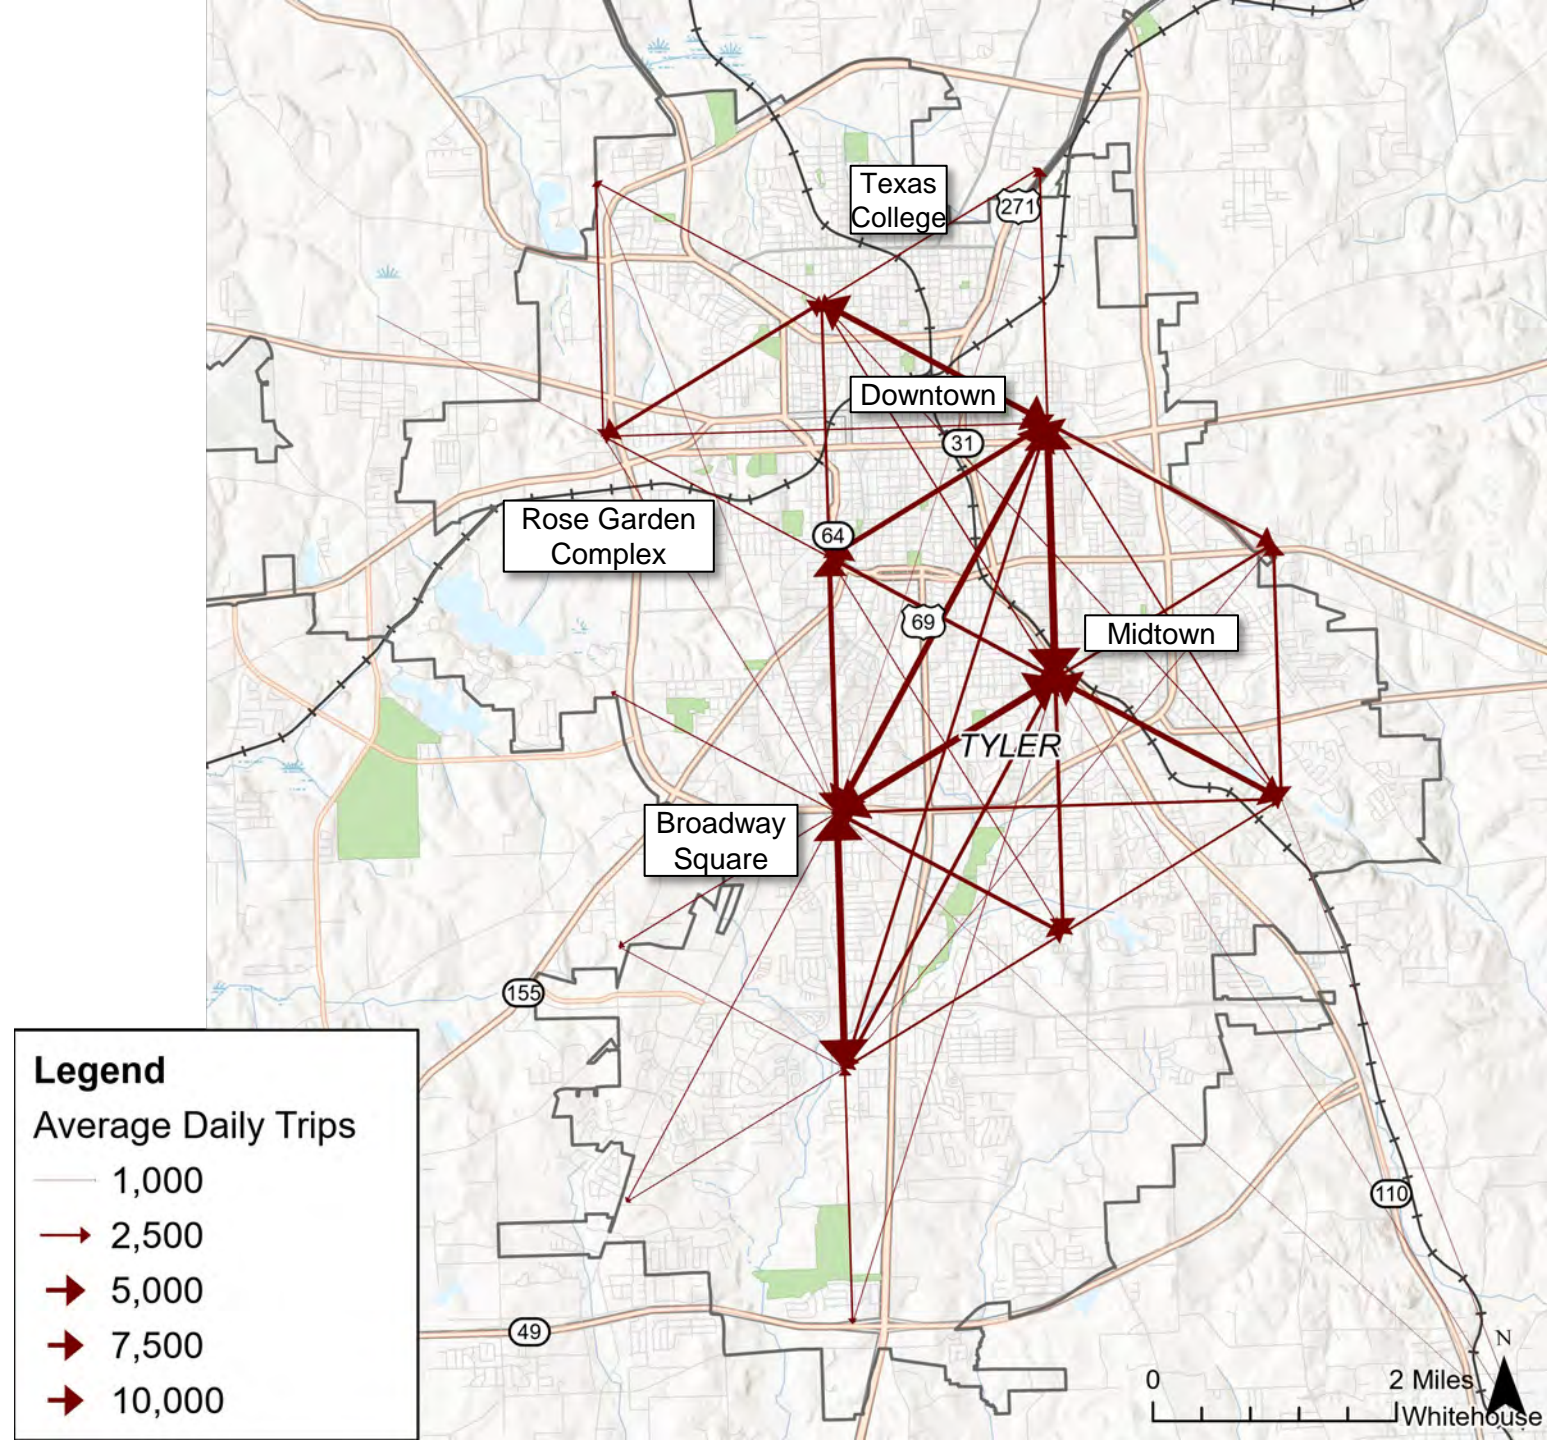 Texas
College
271
Downtown
31
Rose Garden
Complex
64
69
Midtown
TYLER
Broadway
Square
155
Legend
Average Daily Trips
1,000
2,500
5,000
7,500
10,000
110
49
N
0 2 Miles
Whitehouse